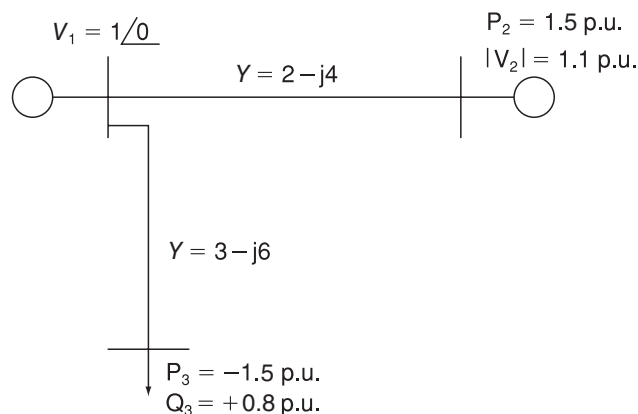 V₁ = 1/0
P₂ = 1.5 p.u.
|V₂| = 1.1 p.u.
Y = 2 – j4
Y = 3 – j6
P₃ = –1.5 p.u.
Q₃ = +0.8 p.u.